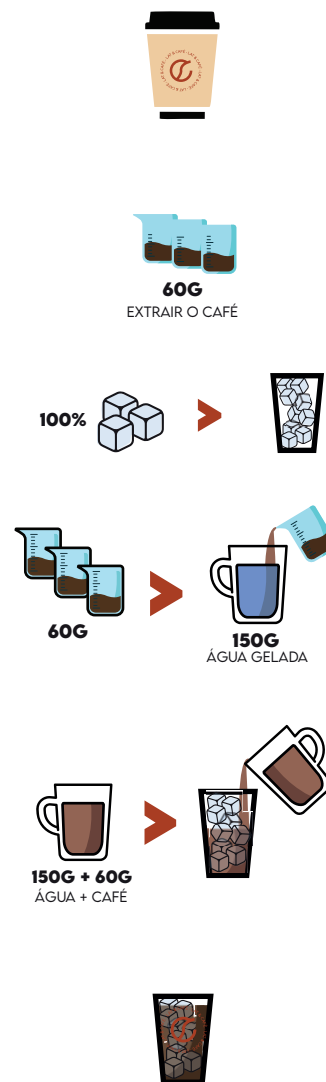 60G
EXTRAIR O CAFÉ
100%
60G
150G
ÁGUA GELADA
150G + 60G
ÁGUA + CAFÉ